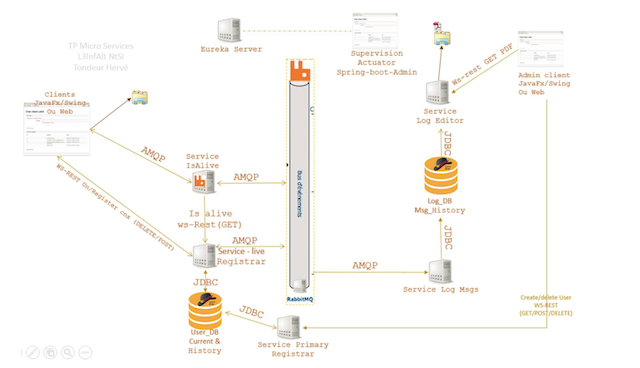 TP Micro Services
L3InfAlt NtSi
Tondeur Hervé
Eureka Server
Supervision
Actuator
Spring-boot-Admin
Clients
JavaFx/Swing
Ou Web
Ws-rest GET PDF
Admin client
JavaFx/Swing
Ou Web
Service
Log Editor
JDBC
AMQP
Service
IsAlive
AMQP
Bus d'événements
Log_DB
Msg_History
WS-REST Un/Register cnx (DELETE/POST)
Is alive
ws-Rest(GET)
AMQP
Service - live
Registrar
JDBC
AMQP
Service Log Msgs
JDBC
RabbitMQ
User_DB
Current &
History
JDBC
Service Primary
Registrar
Create/delete User
WS-REST
(GET/POST/DELETE)